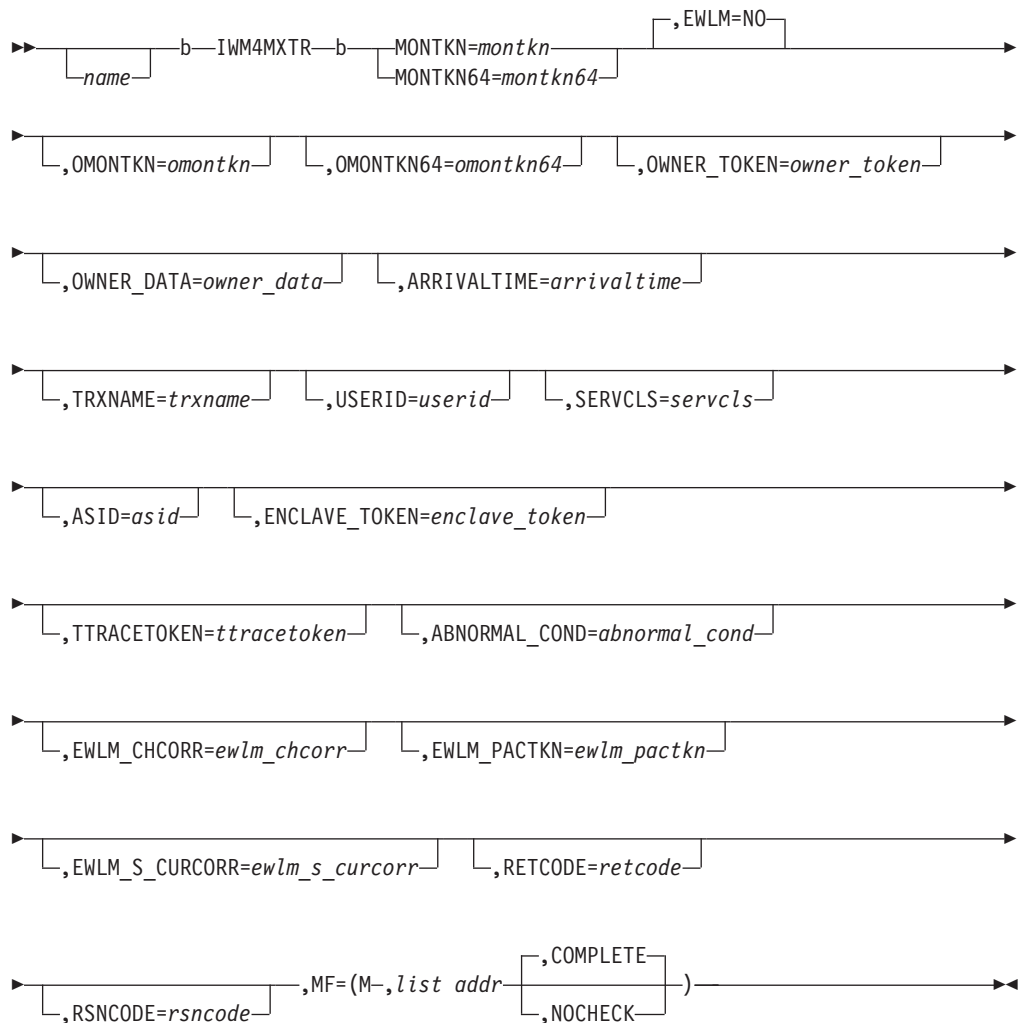 ,EWLM=NO
b IWM4MXTR b MONTKN=montkn
name MONTKN64=montkn64
,OMONTKN=omontkn ,OMONTKN64=omontkn64 ,OWNER_TOKEN=owner_token
,OWNER_DATA=owner_data ,ARRIVALTIME=arrivaltime
,TRXNAME=trxname ,USERID=userid ,SERVCLS=servcls
,ASID=asid ,ENCLAVE_TOKEN=enclave_token
,TTRACETOKEN=ttracetoken ,ABNORMAL_COND=abnormal_cond
,EWLM_CHCORR=ewlm_chcorr ,EWLM_PACTKN=ewlm_pactkn
,EWLM_S_CURCORR=ewlm_s_curcorr ,RETCODE=retcode
,COMPLETE
,MF=(M ,list addr )
,RSNCODE=rsncode ,NOCHECK